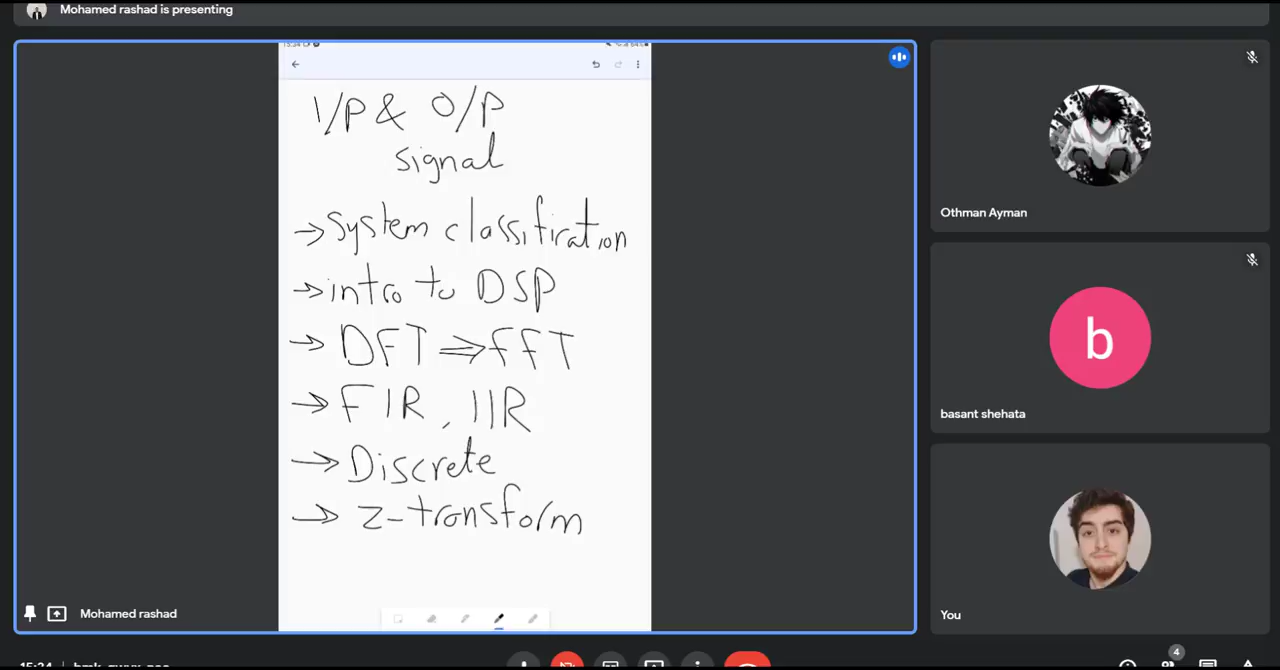 Mohamed rashad is presenting
I/P & O/P
signal
→ system classification
→ intro to DSP
→ DFT ⇒ FFT
→ FIR, IIR
→ Discrete
→ z-transform
Mohamed rashad
Othman Ayman
b
basant shehata
You
4